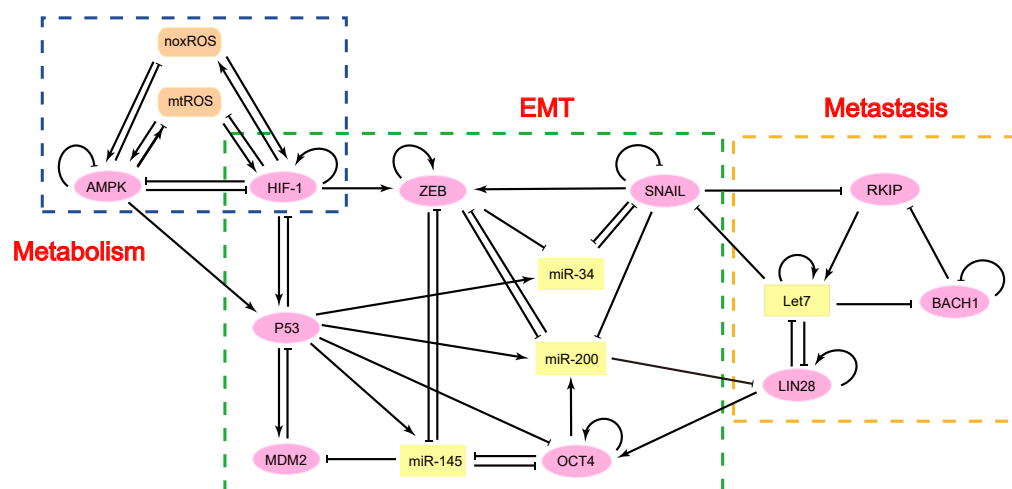 noxROS
mtROS
EMT
Metastasis
AMPK
HIF-1
ZEB
SNAIL
RKIP
Metabolism
miR-34
Let7
BACH1
P53
miR-200
LIN28
MDM2
miR-145
OCT4